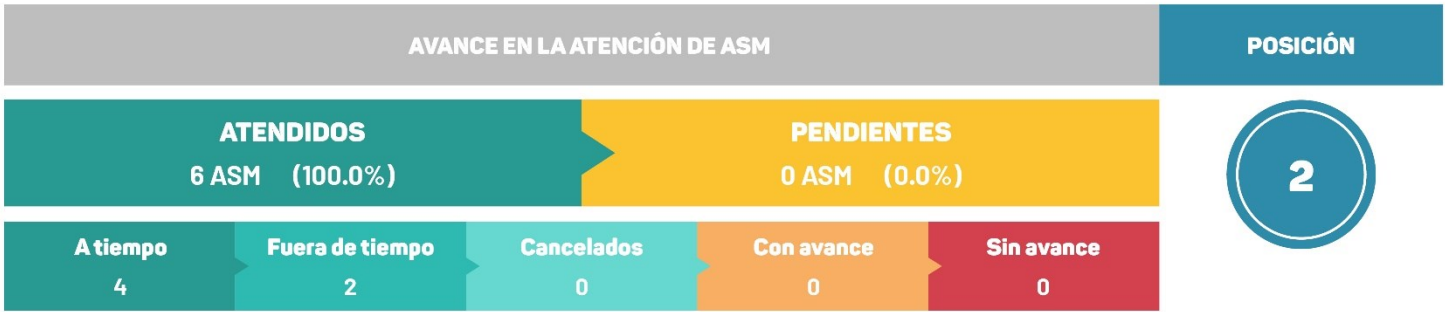 AVANCE EN LA ATENCIÓN DE ASM
POSICIÓN
ATENDIDOS
6 ASM (100.0%)
PENDIENTES
0 ASM (0.0%)
2
A tiempo
4
Fuera de tiempo
2
Cancelados
0
Con avance
0
Sin avance
0